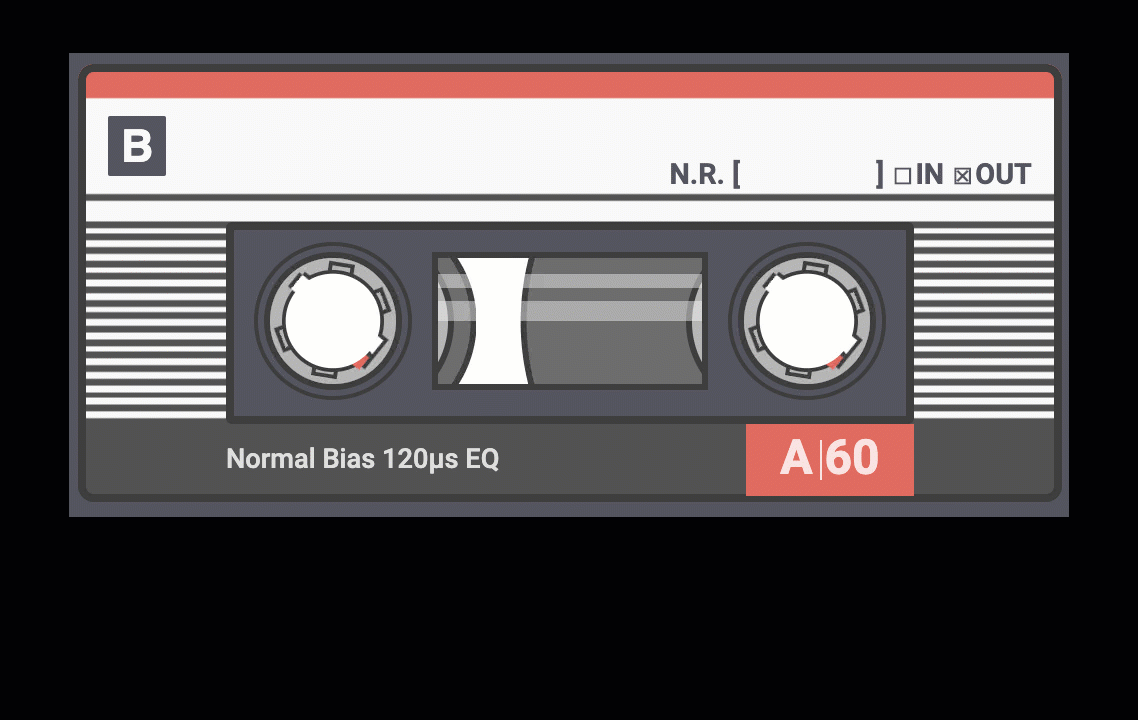 B
N.R. [ ] ☐IN ☒OUT
Normal Bias 120µs EQ
A|60